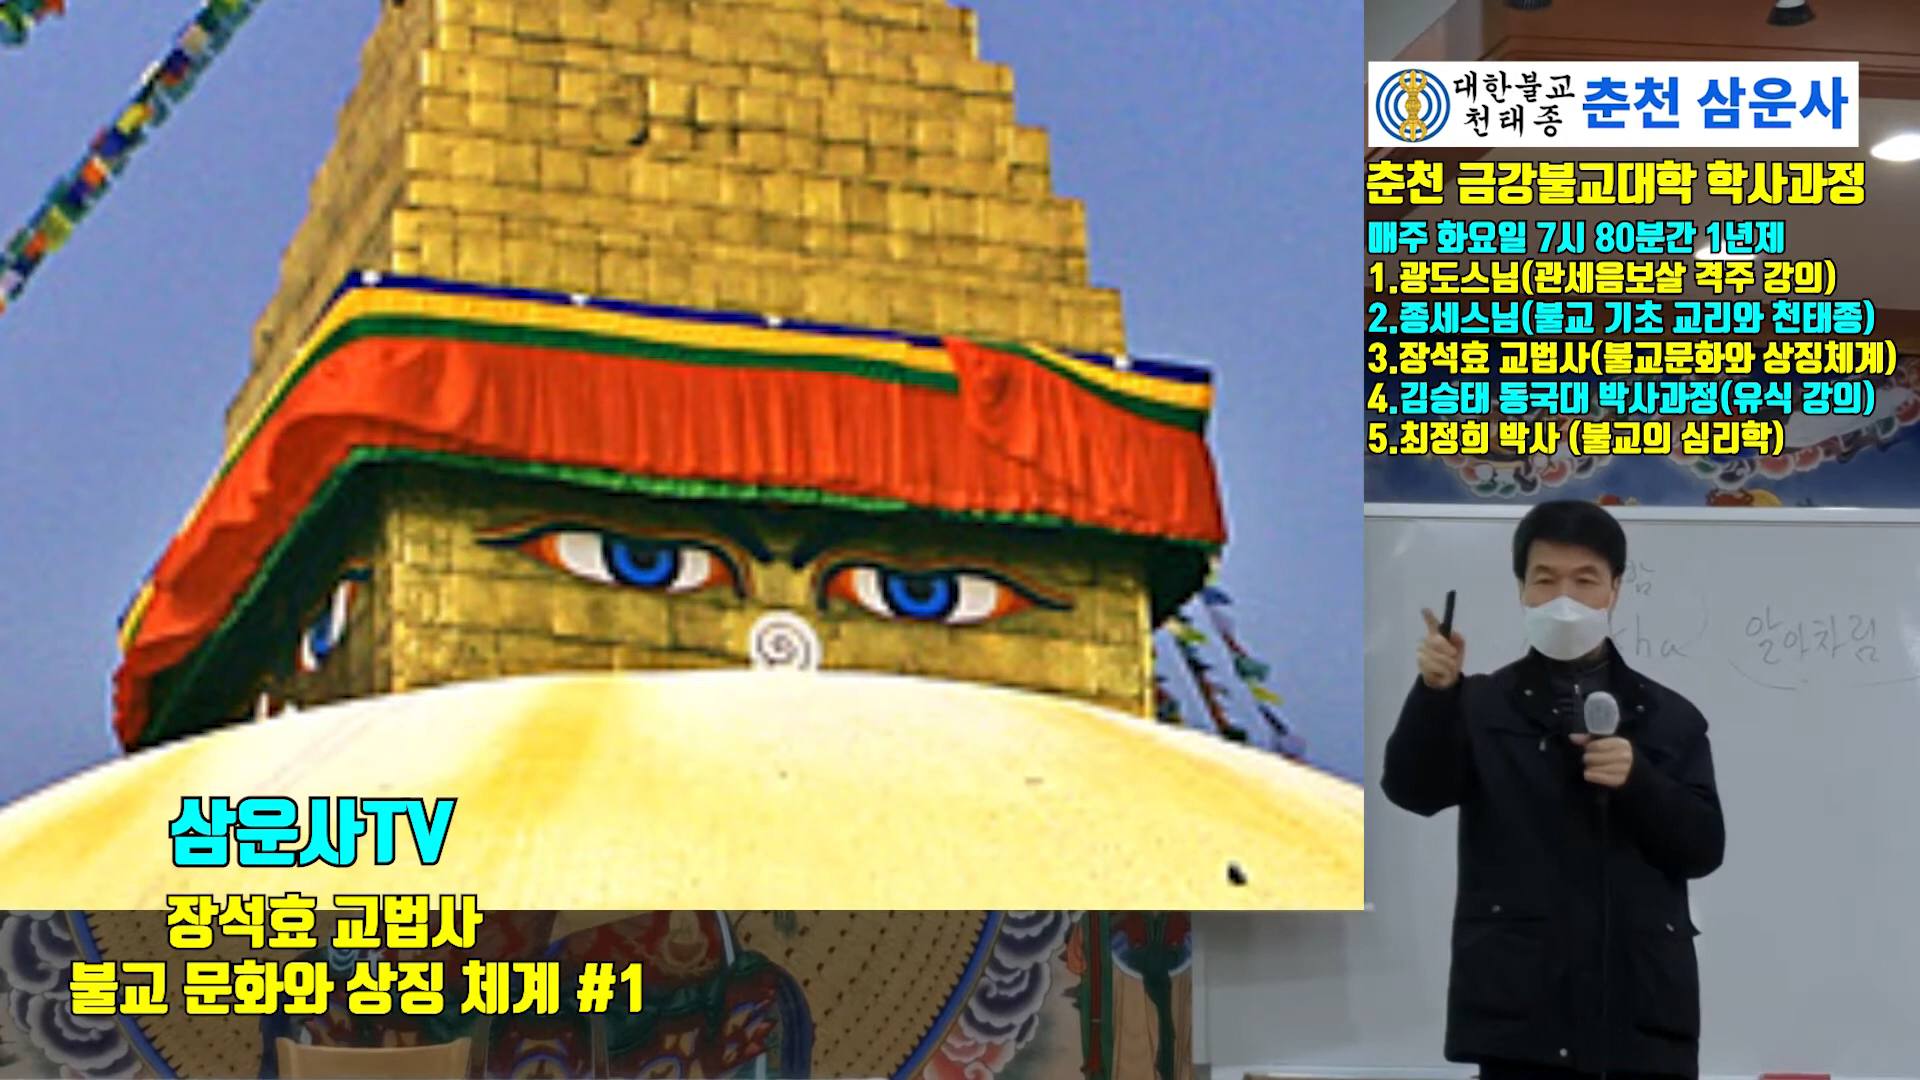 대한불교
천태종
춘천 삼운사
춘천 금강불교대학 학사과정
매주 화요일 7시 80분간 1년제
1.광도스님(관세음보살 격주 강의)
2.종세스님(불교 기초 교리와 천태종)
3.장석효 교법사(불교문화와 상징체계)
4.김승태 동국대 박사과정(유식 강의)
5.최정희 박사 (불교의 심리학)
알아차림
삼운사TV
장석효 교법사
불교 문화와 상징 체계 #1